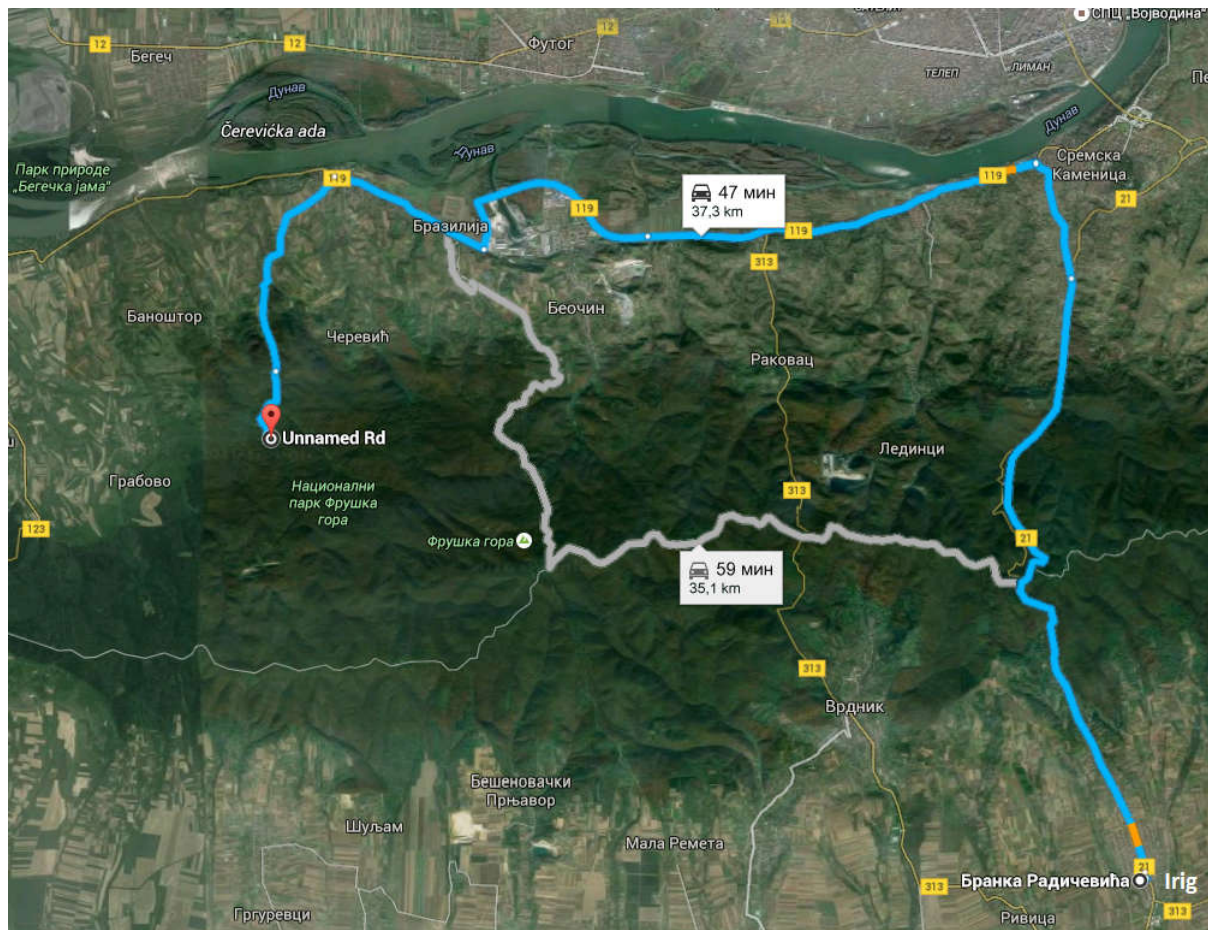 СПЦ „Војводина"
12
12
12
Бегеч
Футог
ТЕЛЕП
ЛИМАН
Дунав
Дунав
Čerevićka ada
Парк природе
„Бегечка јама"
119
Сремска
Каменица
119
47 мин
37,3 km
21
119
119
Бразилија
313
Баноштор
Черевић
Беочин
Раковац
Unnamed Rd
Лединци
Грабово
Национални
парк Фрушка
гора
313
123
Фрушка гора
21
59 мин
35,1 km
313
Врдник
Бешеновачки
Прњавор
Шуљам
Мала Ремета
21
Бранка Радичевића
Irig
313
Гргуревци
Ривица
313